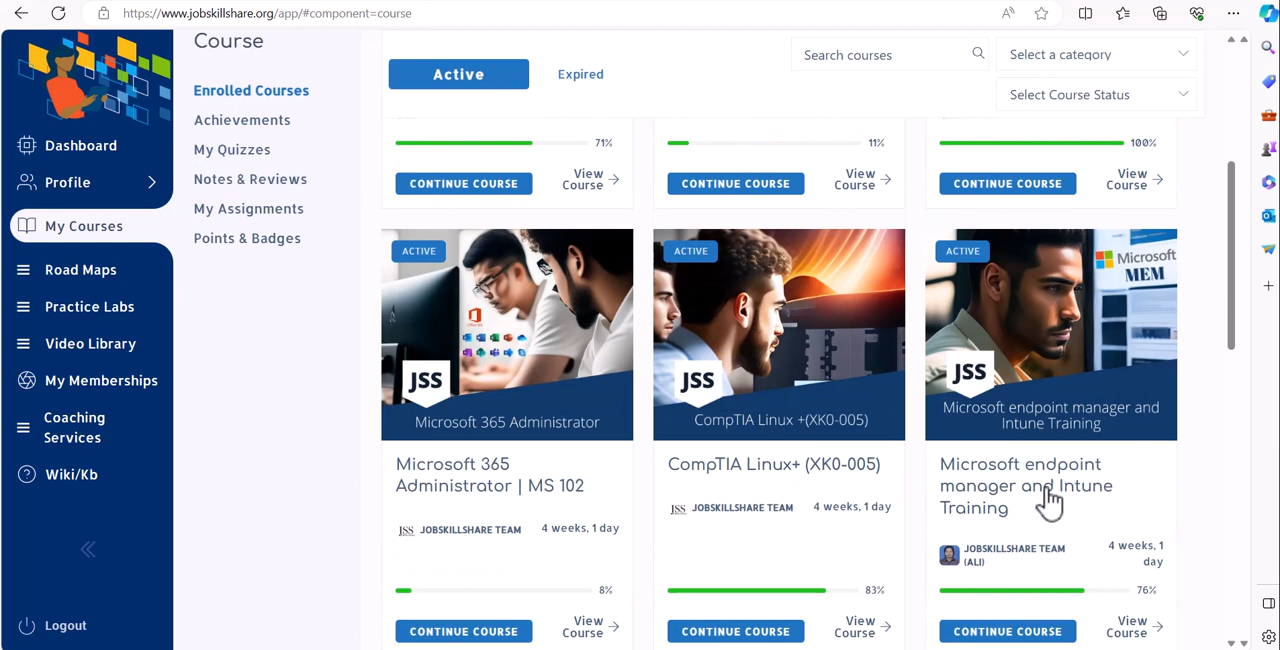 https://www.jobskillshare.org/app/#component=course
Dashboard
Profile
My Courses
Road Maps
Practice Labs
Video Library
My Memberships
Coaching
Services
Wiki/Kb
Logout
Course
Enrolled Courses
Achievements
My Quizzes
Notes & Reviews
My Assignments
Points & Badges
Active
Expired
Search courses
Select a category
Select Course Status
71%
CONTINUE COURSE
View
Course
11%
CONTINUE COURSE
View
Course
100%
CONTINUE COURSE
View
Course
ACTIVE
JSS
Microsoft 365 Administrator
Microsoft 365
Administrator | MS 102
JSS JOBSKILLSHARE TEAM
4 weeks, 1 day
8%
CONTINUE COURSE
View
Course
ACTIVE
JSS
CompTIA Linux +(XK0-005)
CompTIA Linux+ (XK0-005)
JSS JOBSKILLSHARE TEAM
4 weeks, 1 day
83%
CONTINUE COURSE
View
Course
ACTIVE
Microsoft
MEM
JSS
Microsoft endpoint manager and
Intune Training
Microsoft endpoint
manager and Intune
Training
JOBSKILLSHARE TEAM
(ALI)
4 weeks, 1
day
76%
CONTINUE COURSE
View
Course